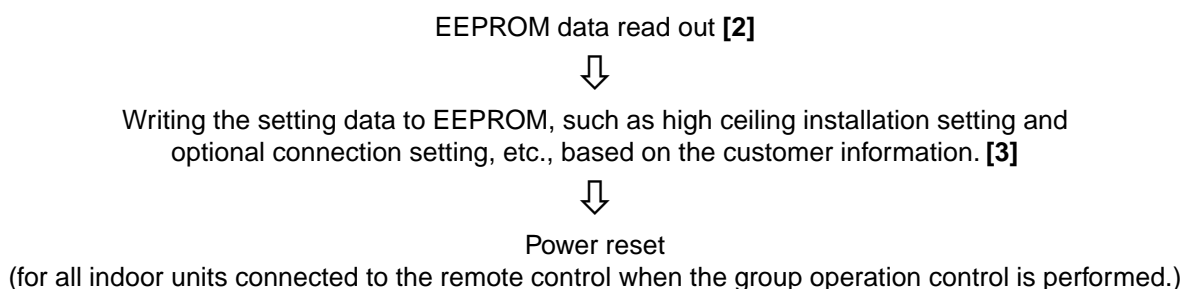 EEPROM data read out [2]
⇩
Writing the setting data to EEPROM, such as high ceiling installation setting and
optional connection setting, etc., based on the customer information. [3]
⇩
Power reset
(for all indoor units connected to the remote control when the group operation control is performed.)